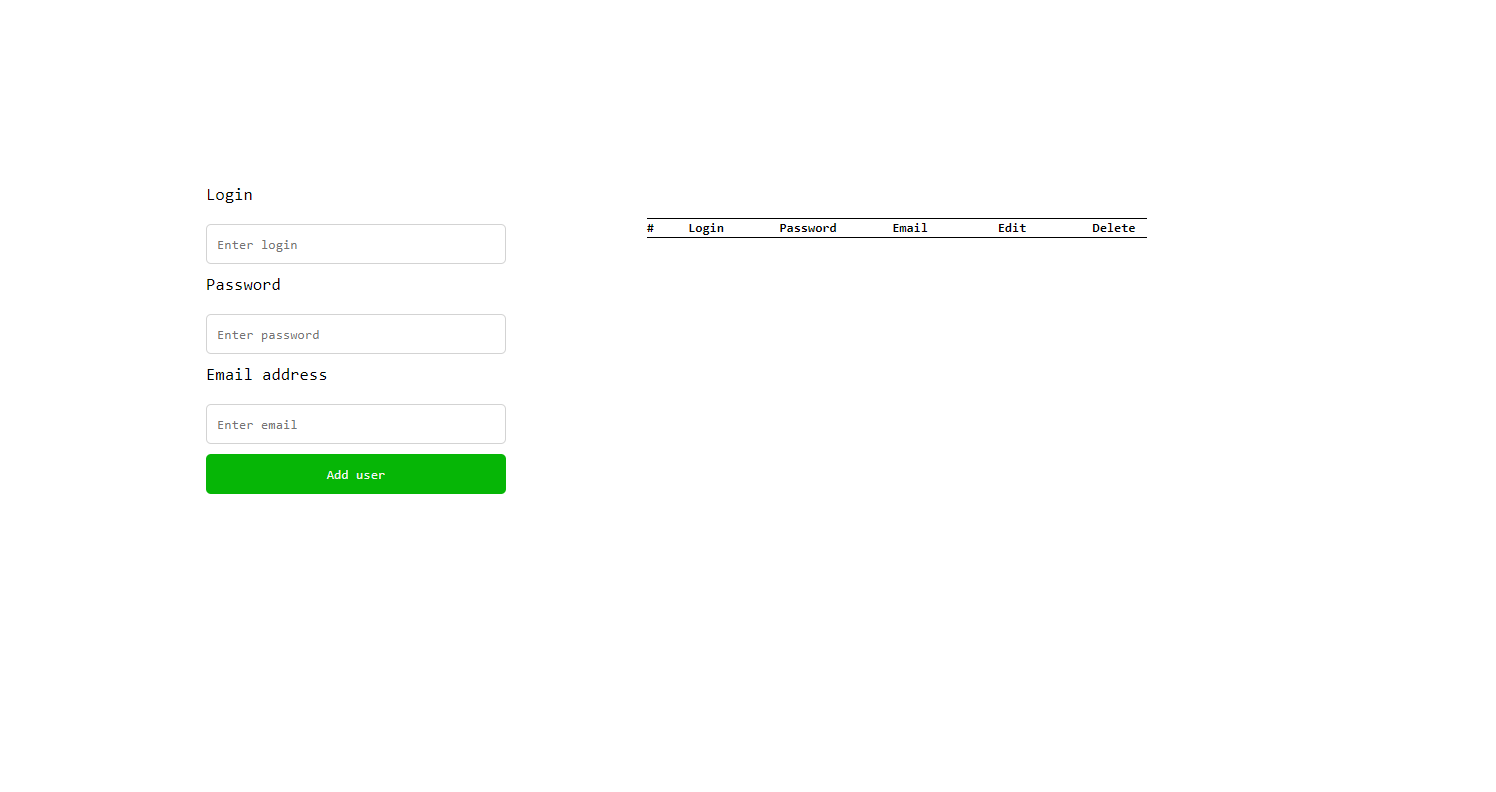 Login
Enter login
Password
Enter password
Email address
Enter email
Add user
# Login Password Email Edit Delete